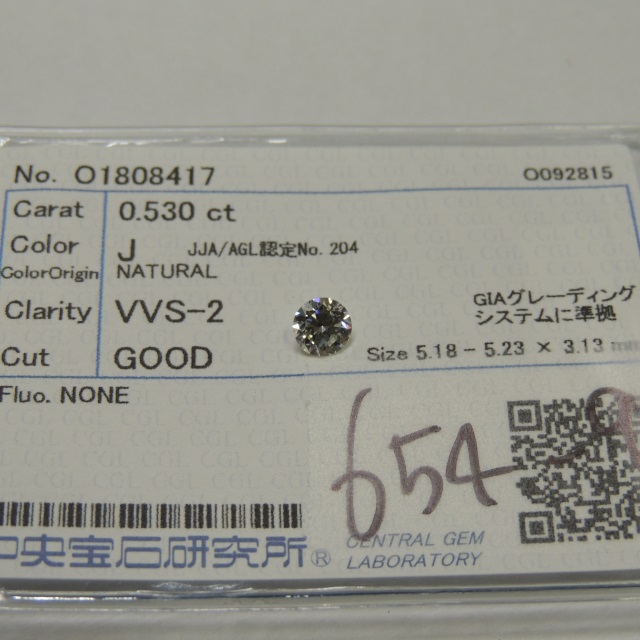 No. O1808417 O092815
Carat 0.530 ct
Color J JJA/AGL認定No. 204
ColorOrigin NATURAL
Clarity VVS-2 GIAグレーディング
システムに準拠
Cut GOOD Size 5.18 - 5.23 × 3.13 mm
Fluo. NONE
654-9
中央宝石研究所® CENTRAL GEM
LABORATORY